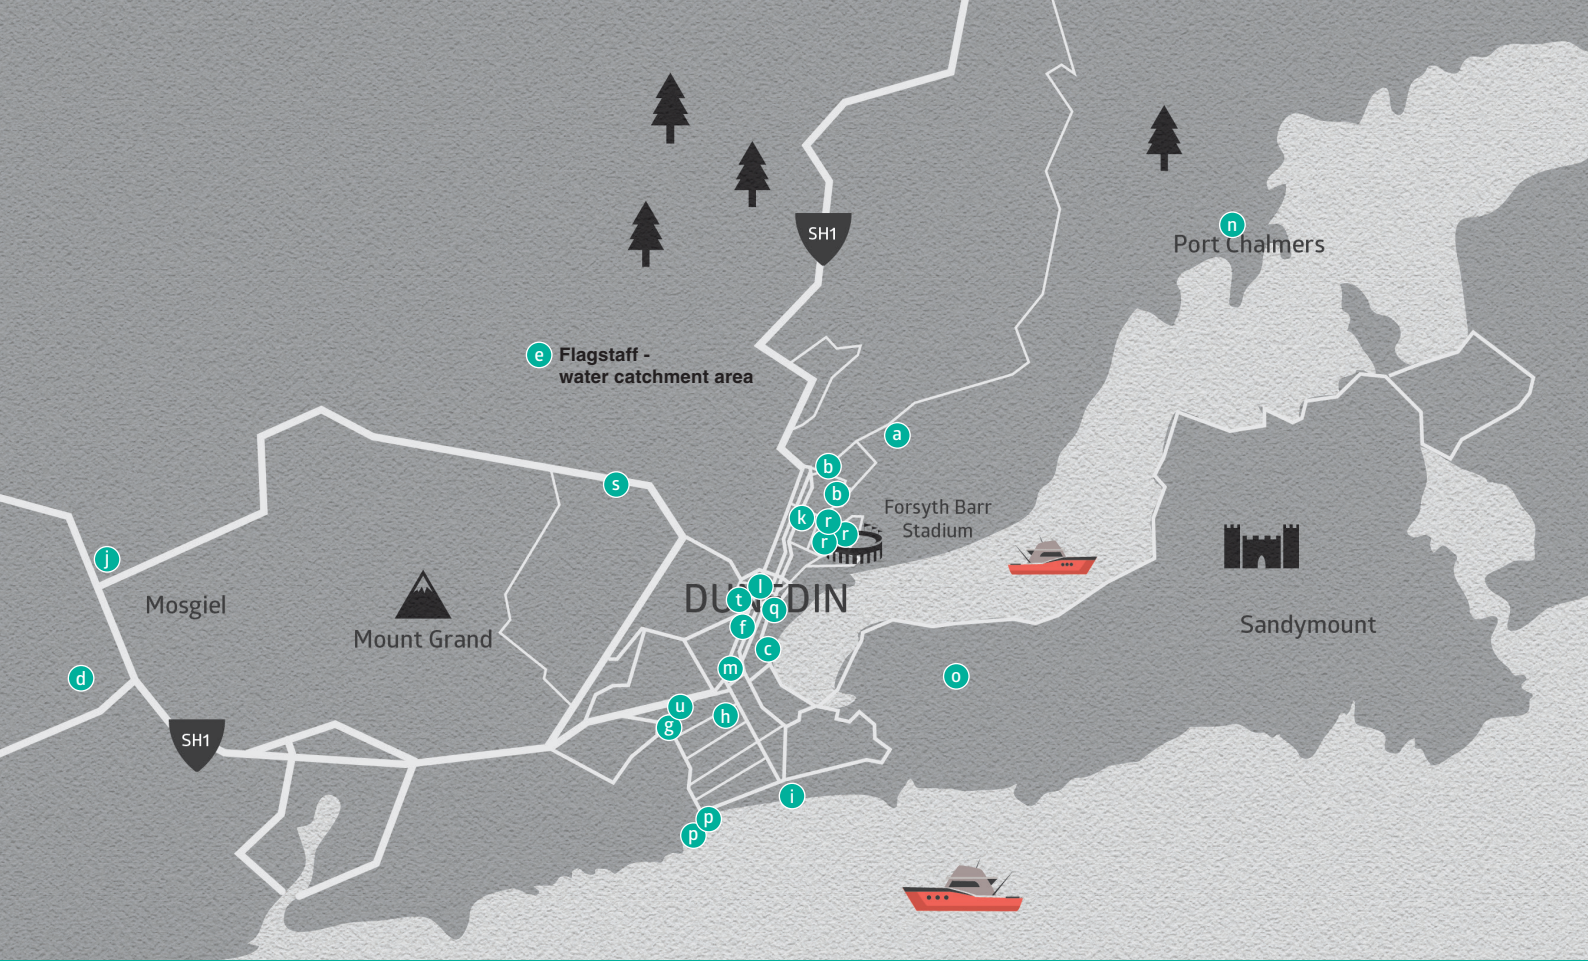 SH1
n
Port Chalmers
e Flagstaff -
water catchment area
a
b
s
b
Forsyth Barr
Stadium
k
r
r
r
j
l
DUNEDIN
t
q
Mosgiel
f
Sandymount
Mount Grand
c
m
o
d
u
h
g
SH1
i
p
p